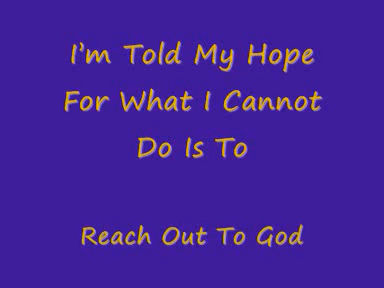 I'm Told My Hope
For What I Cannot
Do Is To
Reach Out To God